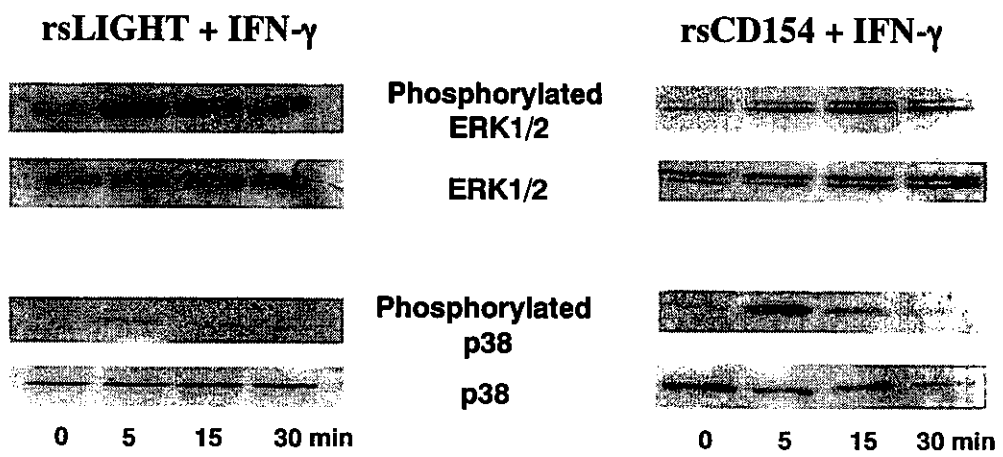 rsLIGHT + IFN-γ
rsCD154 + IFN-γ
Phosphorylated
ERK1/2
ERK1/2
Phosphorylated
p38
p38
0 5 15 30 min
0 5 15 30 min